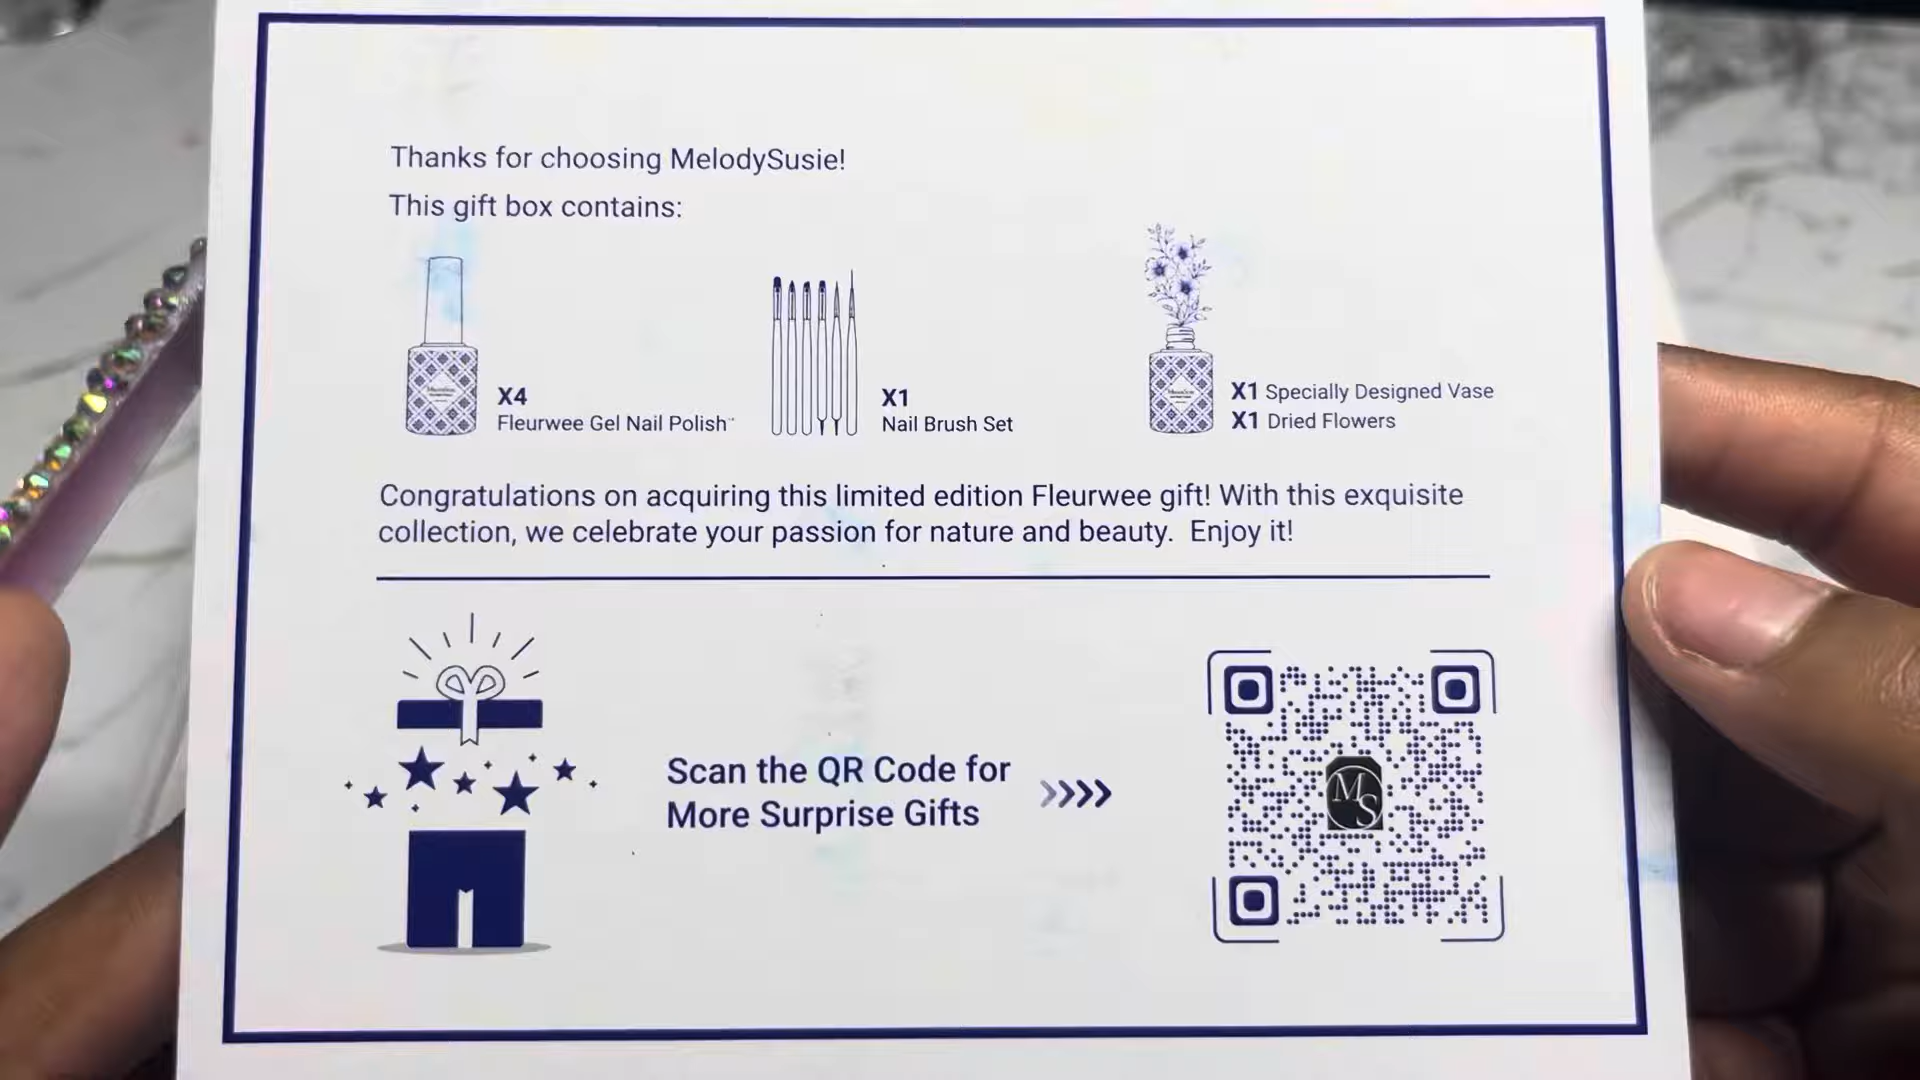 Thanks for choosing MelodySusie!
This gift box contains:
X4
Fleurwee Gel Nail Polish
X1
Nail Brush Set
X1 Specially Designed Vase
X1 Dried Flowers
Congratulations on acquiring this limited edition Fleurwee gift! With this exquisite
collection, we celebrate your passion for nature and beauty. Enjoy it!
Scan the QR Code for
More Surprise Gifts
MS